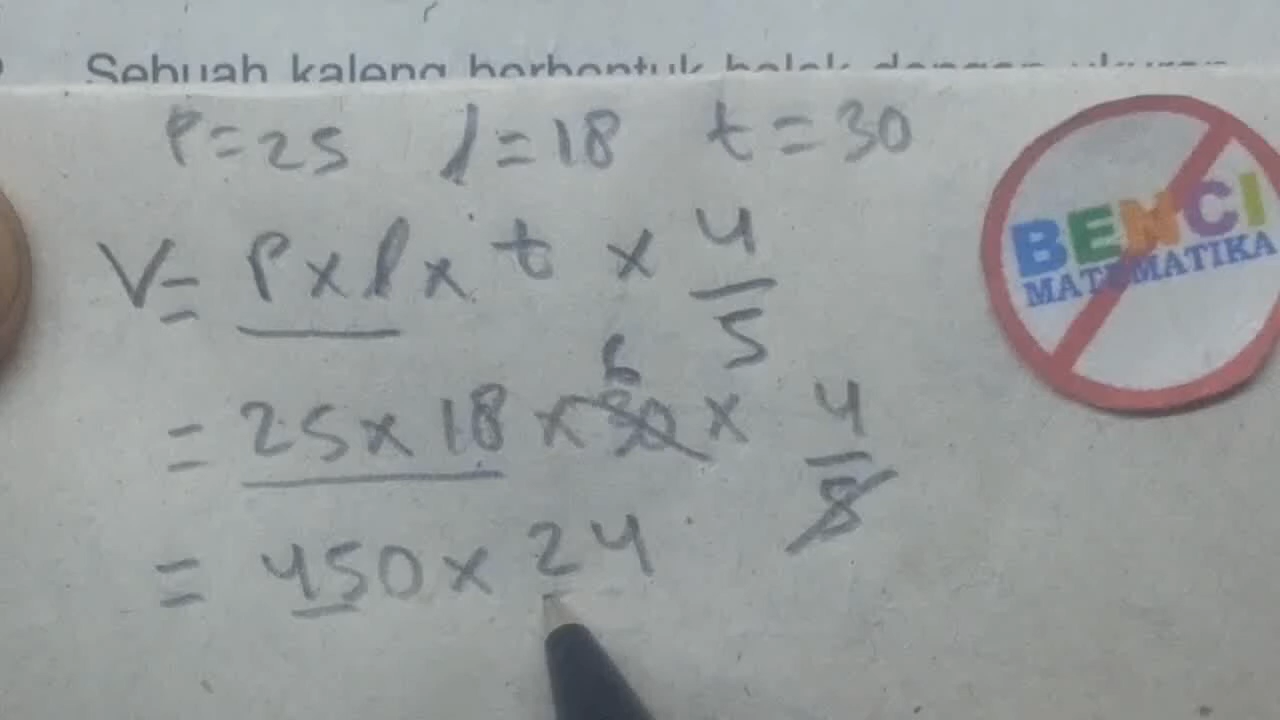 Sebuah kaleng berbentuk balok dengan ukuran
P = 25 l = 18 t = 30
V = P x l x t x 4/5
= 25 x 18 x 30 6 x 4/5
= 450 x 24
BENCI
MATEMATIKA